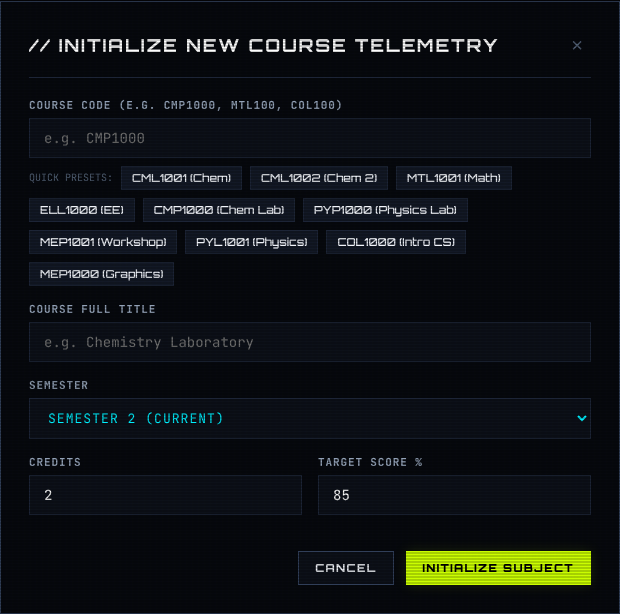 // INITIALIZE NEW COURSE TELEMETRY ×
COURSE CODE (E.G. CMP1000, MTL100, COL100)
e.g. CMP1000
QUICK PRESETS: CML1001 (Chem) CML1002 (Chem 2) MTL1001 (Math)
ELL1000 (EE) CMP1000 (Chem Lab) PYP1000 (Physics Lab)
MEP1001 (Workshop) PYL1001 (Physics) COL1000 (Intro CS)
MEP1000 (Graphics)
COURSE FULL TITLE
e.g. Chemistry Laboratory
SEMESTER
SEMESTER 2 (CURRENT)
CREDITS TARGET SCORE %
2 85
CANCEL INITIALIZE SUBJECT